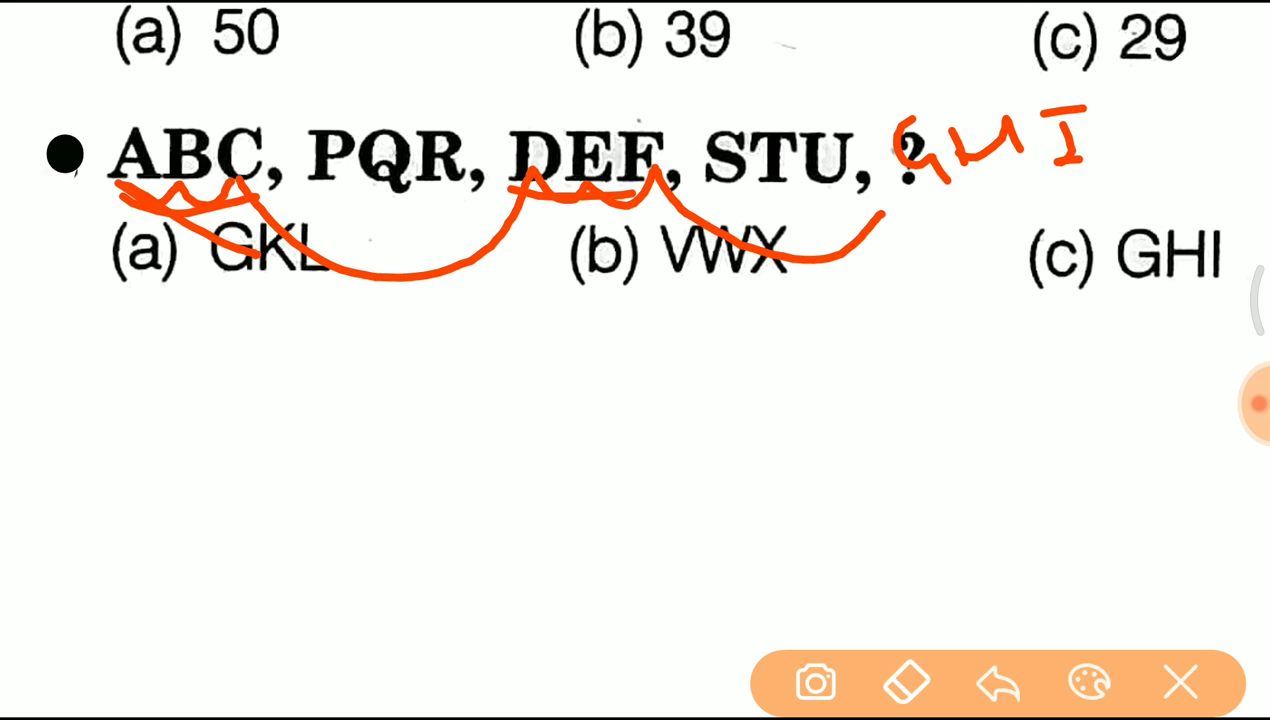 (a) 50 (b) 39 (c) 29
● ABC, PQR, DEF, STU, ? GHI
(a) GKL (b) VWX (c) GHI